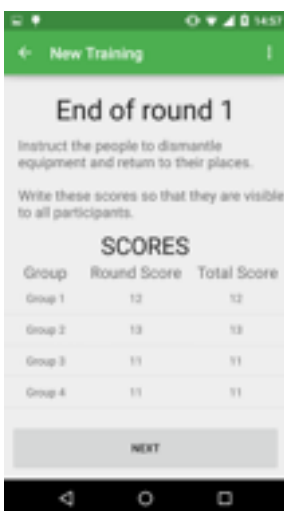 14:57
New Training
End of round 1
Instruct the people to dismantle
equipment and return to their places.
Write these scores so that they are visible
to all participants.
SCORES
Group Round Score Total Score
Group 1 12 12
Group 2 13 13
Group 3 11 11
Group 4 11 11
NEXT